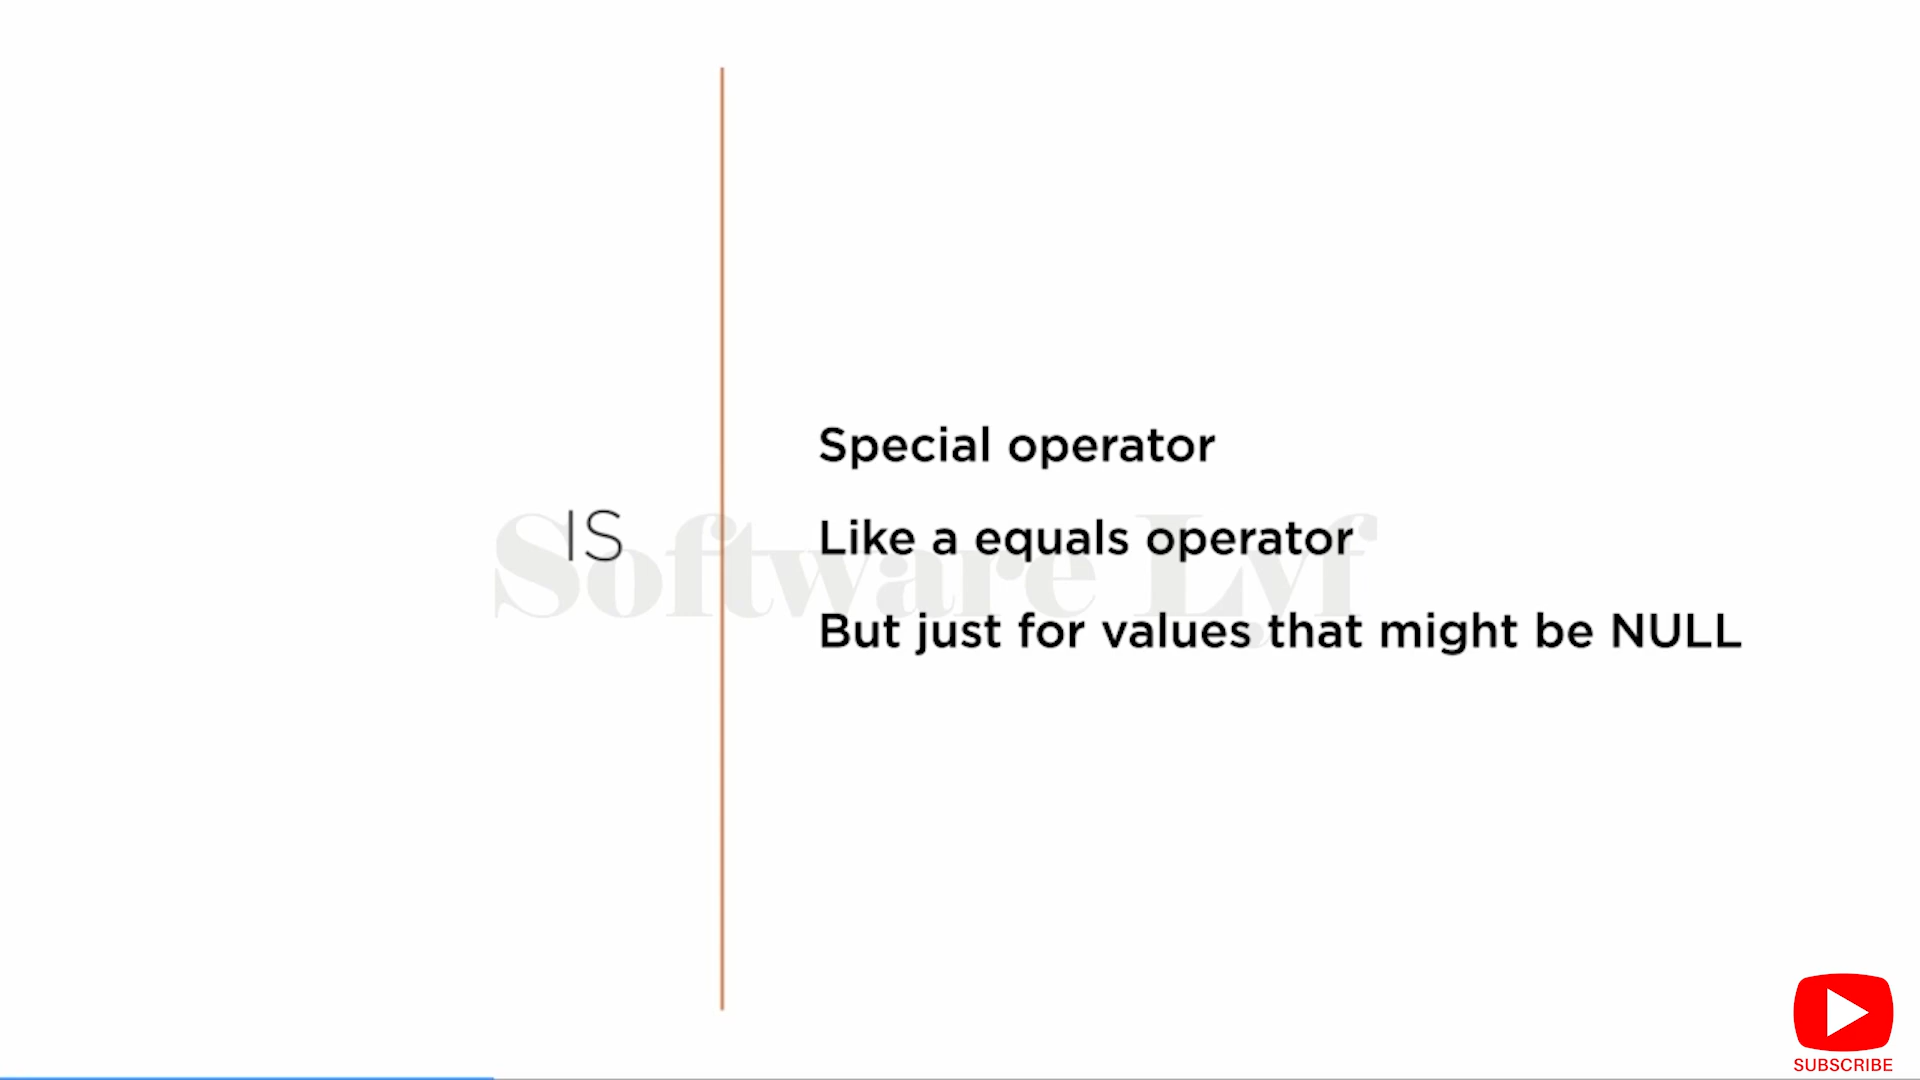 IS
Special operator
Like a equals operator
But just for values that might be NULL
Software Lyf
SUBSCRIBE